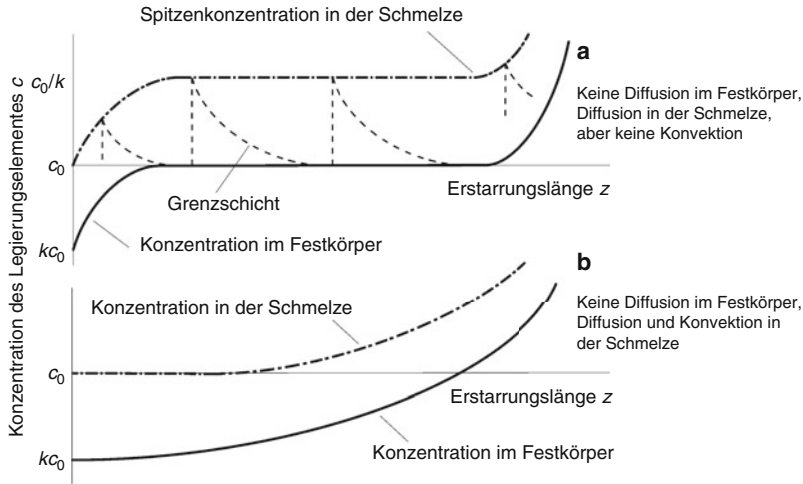 Spitzenkonzentration in der Schmelze
a
c₀/k
Keine Diffusion im Festkörper,
Diffusion in der Schmelze,
aber keine Konvektion
c₀
Erstarrungslänge z
Grenzschicht
kc₀
Konzentration im Festkörper
Konzentration des Legierungselementes c
b
Konzentration in der Schmelze
Keine Diffusion im Festkörper,
Diffusion und Konvektion in
der Schmelze
c₀
Erstarrungslänge z
Konzentration im Festkörper
kc₀